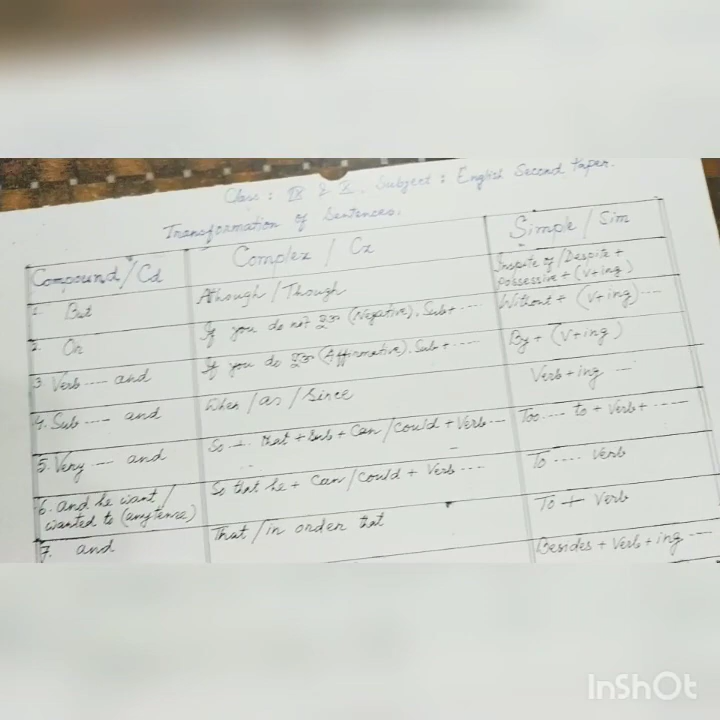 Class : IX & X, Subject : English Second Paper.
Transformation of Sentences.
Compound / Cd Complex / Cx Simple / Sim
1. But Although / Though Inspite of / Despite + possessive + (v+ing)
2. Or If you do not (Negative), Sub + ---- Without + (v+ing) ---
3. Verb ---- and If you do (Affirmative), Sub + ---- By + (v+ing)
4. Sub ---- and When / as / Since Verb + ing ---
5. Very --- and So --- that + sub + can / could + Verb --- Too ---- to + Verb + ----
6. and he want / wanted to (any tense) So that he + can / could + Verb --- To ---- Verb
7. and That / in order that To + Verb
Besides + Verb + ing ----
InShOt